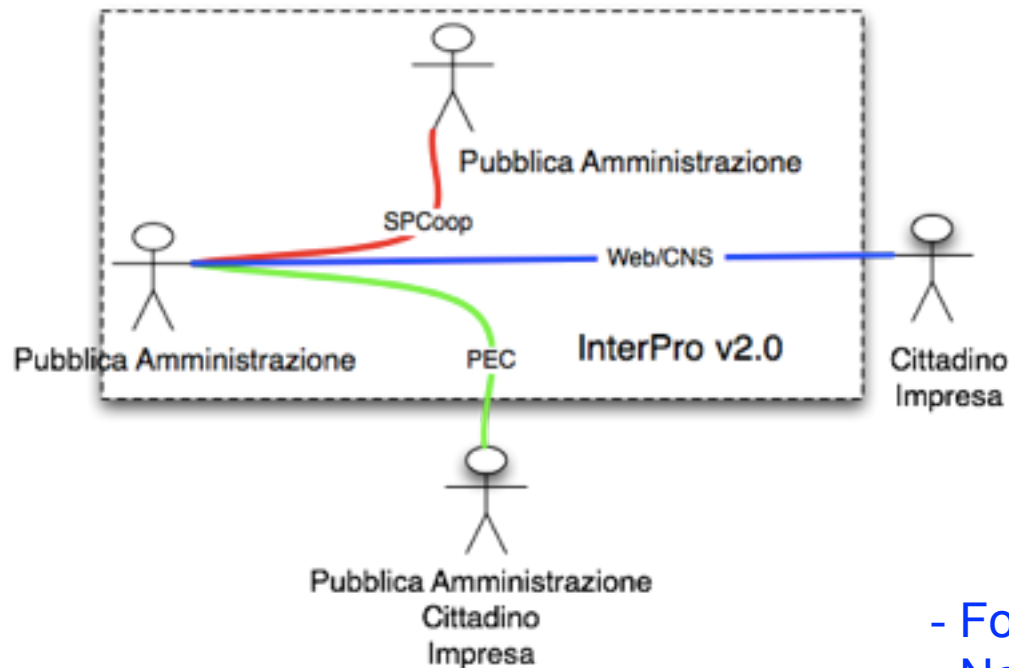 Pubblica Amministrazione
SPCoop
Web/CNS
Pubblica Amministrazione
PEC
InterPro v2.0
Cittadino
Impresa
Pubblica Amministrazione
Cittadino
Impresa